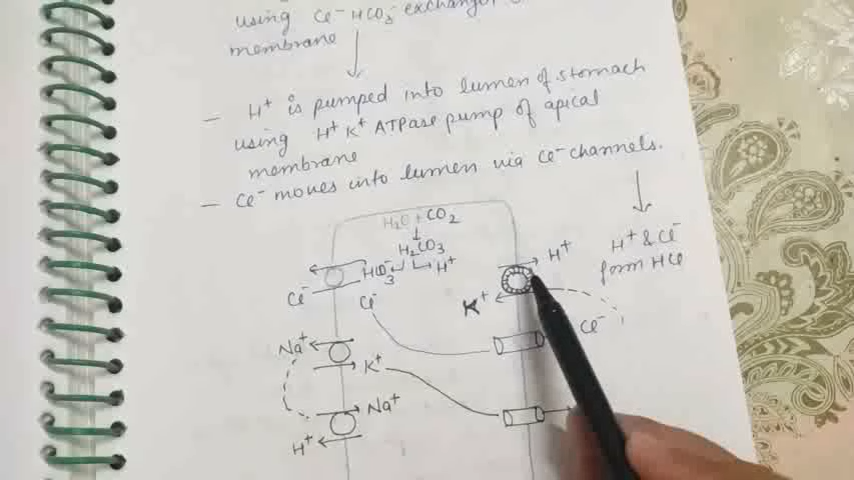 using Cl⁻ HCO₃⁻ exchanger
membrane
- H⁺ is pumped into lumen of stomach
using H⁺ K⁺ ATPase pump of apical
membrane
- Cl⁻ moves into lumen via Cl⁻ channels.
H⁺ & Cl⁻
form HCl
H₂O + CO₂
H₂CO₃
HCO₃⁻ H⁺
Cl⁻
Cl⁻
H⁺
K⁺
Cl⁻
Na⁺
K⁺
Na⁺
H⁺